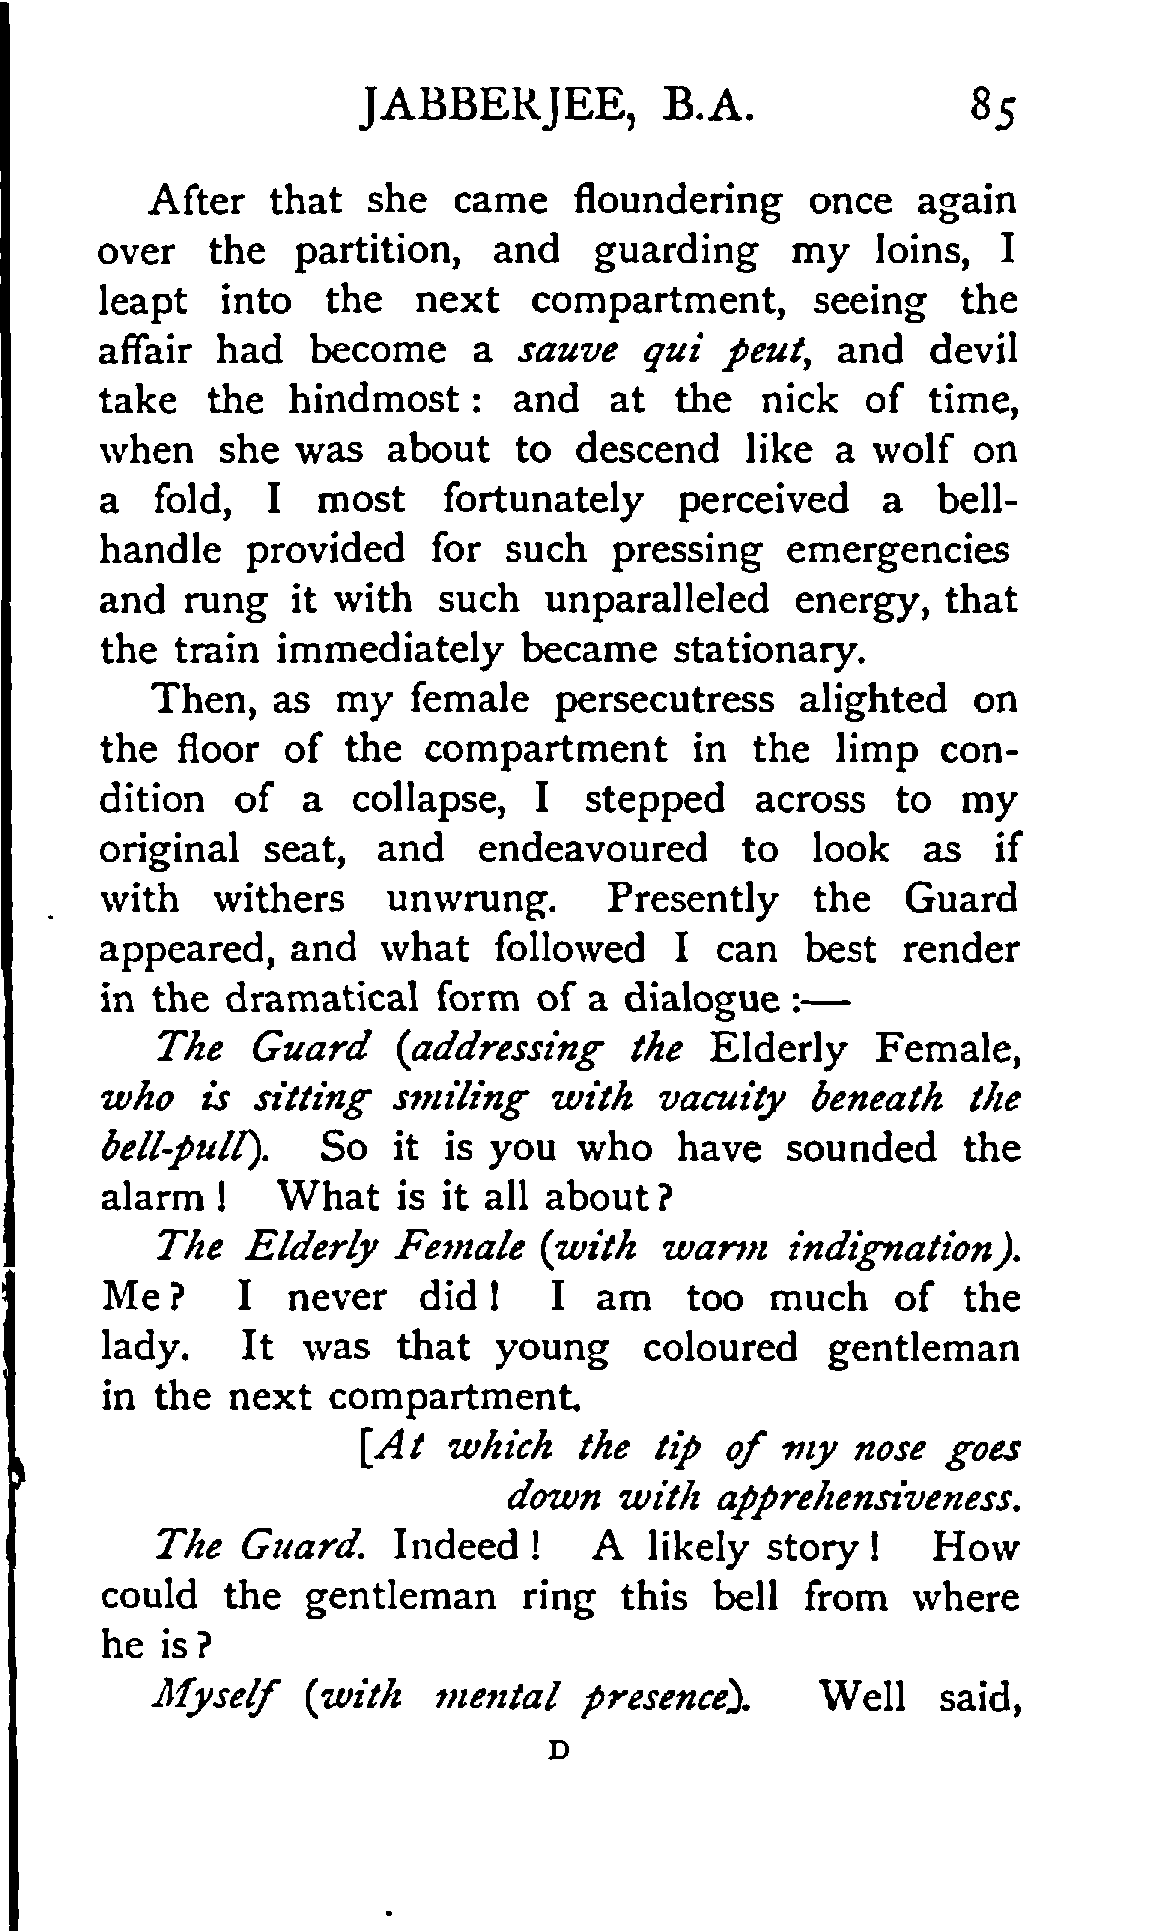 JABBERJEE, B.A. 85
After that she came floundering once again
over the partition, and guarding my loins, I
leapt into the next compartment, seeing the
affair had become a sauve qui peut, and devil
take the hindmost : and at the nick of time,
when she was about to descend like a wolf on
a fold, I most fortunately perceived a bell-
handle provided for such pressing emergencies
and rung it with such unparalleled energy, that
the train immediately became stationary.
Then, as my female persecutress alighted on
the floor of the compartment in the limp con-
dition of a collapse, I stepped across to my
original seat, and endeavoured to look as if
with withers unwrung. Presently the Guard
appeared, and what followed I can best render
in the dramatical form of a dialogue :—
The Guard (addressing the Elderly Female,
who is sitting smiling with vacuity beneath the
bell-pull). So it is you who have sounded the
alarm ! What is it all about ?
The Elderly Female (with warm indignation).
Me ? I never did ! I am too much of the
lady. It was that young coloured gentleman
in the next compartment.
[At which the tip of my nose goes
down with apprehensiveness.
The Guard. Indeed ! A likely story ! How
could the gentleman ring this bell from where
he is ?
Myself (with mental presence). Well said,
D